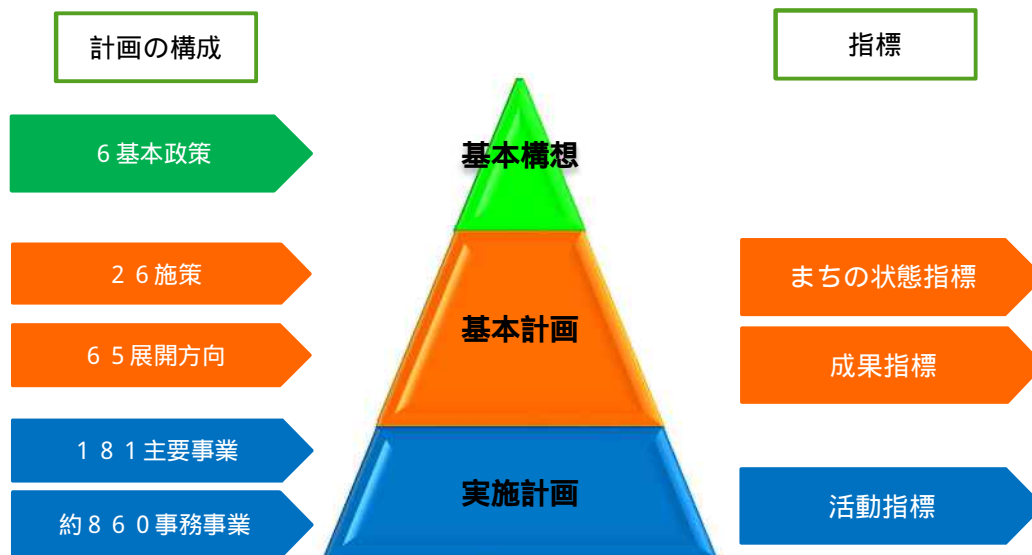 計画の構成
指標
6基本政策
基本構想
２６施策
まちの状態指標
基本計画
６５展開方向
成果指標
１８１主要事業
実施計画
活動指標
約８６０事務事業